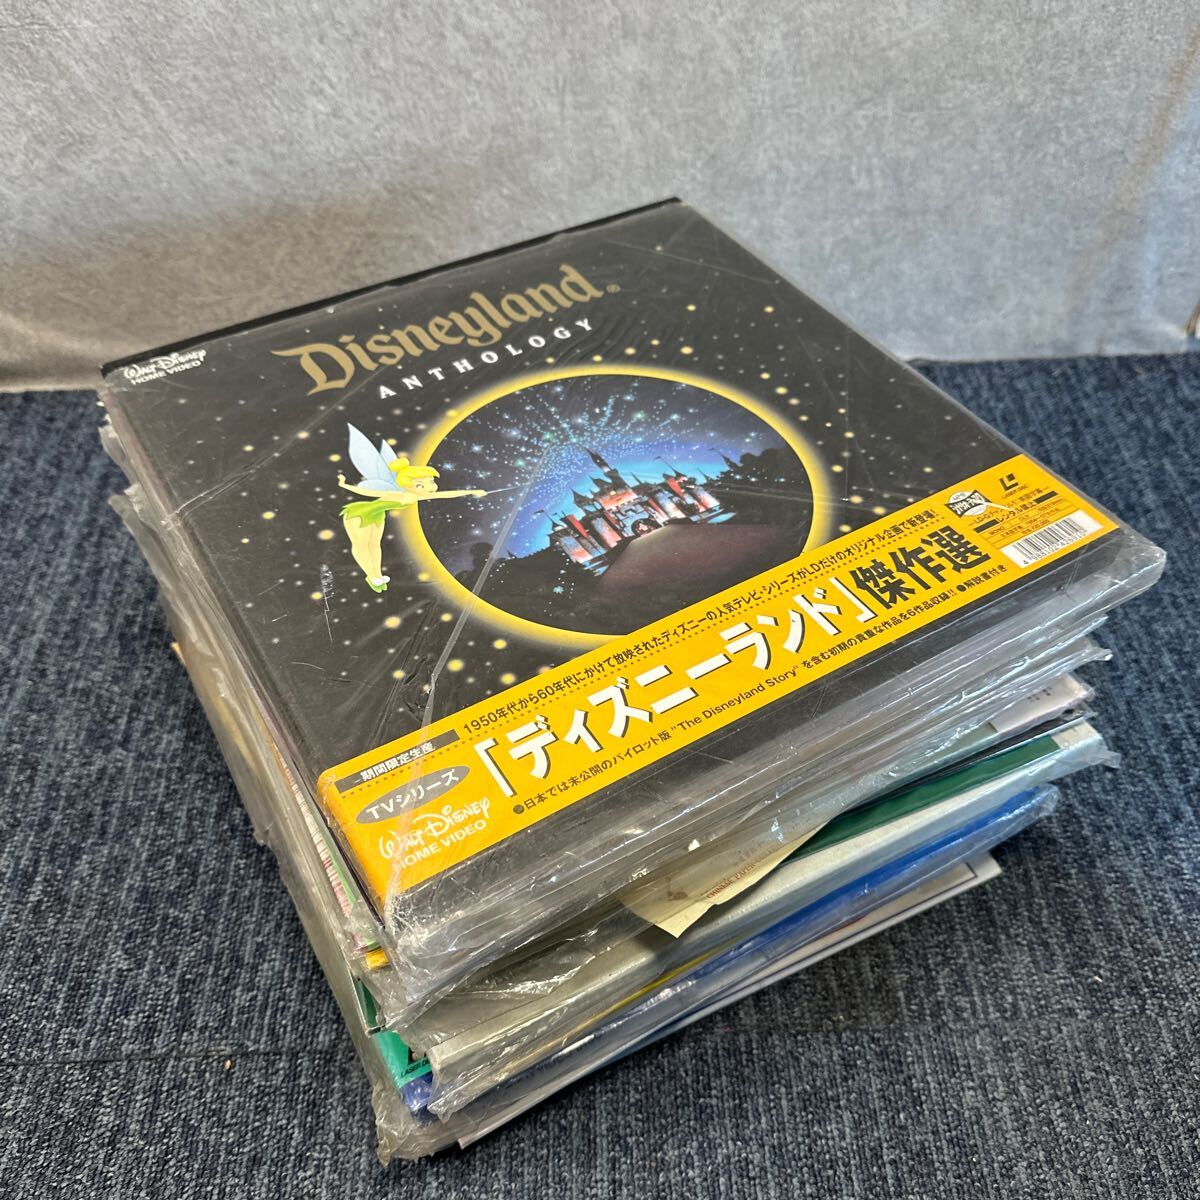 Disneyland®
ANTHOLOGY
WALT DISNEY
HOME VIDEO
期間限定生産
1950年代から60年代にかけて放映されたディズニーの人気テレビ・シリーズがLDだけのオリジナル企画で新登場!
TVシリーズ
「ディズニーランド」傑作選
WALT DISNEY
HOME VIDEO
●日本では未公開のパイロット版"The Disneyland Story"を含む初期の貴重な作品を6作品収録!! ●解説書付き
LASERDISC